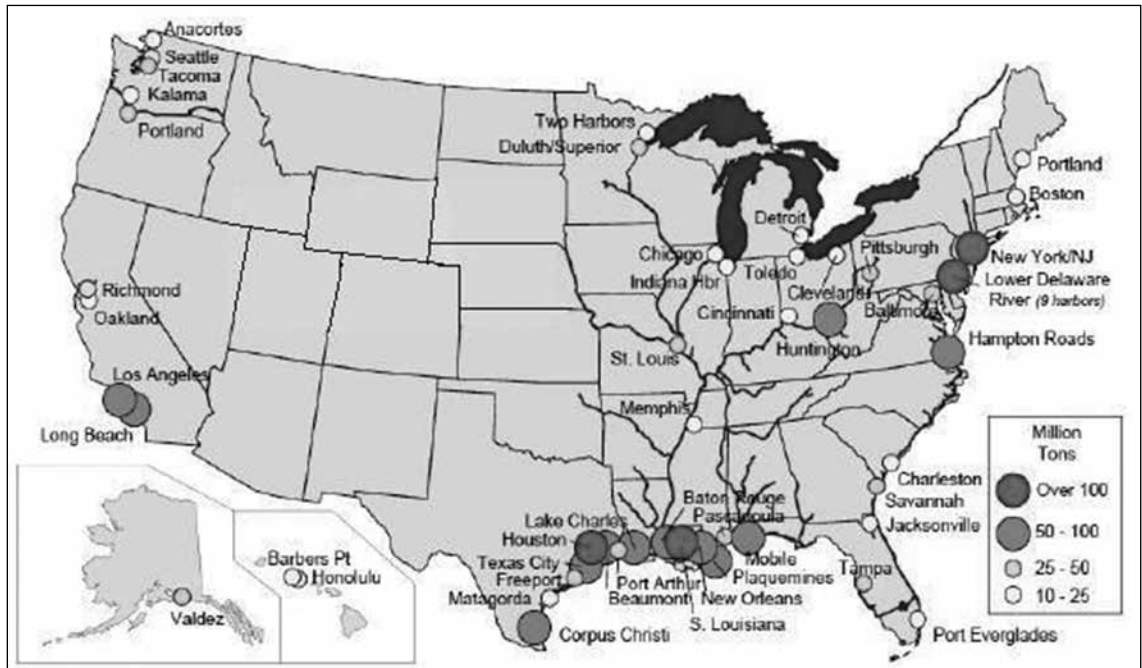 Anacortes
Seattle
Tacoma
Kalama
Portland
Two Harbors
Duluth/Superior
Portland
Boston
Detroit
Pittsburgh
Chicago
Toledo
New York/NJ
Indiana Hbr
Cleveland
Lower Delaware
River (9 harbors)
Richmond
Oakland
Cincinnati
Baltimore
Hampton Roads
St. Louis
Huntington
Los Angeles
Long Beach
Memphis
Million
Tons
Over 100
50 - 100
25 - 50
10 - 25
Charleston
Savannah
Jacksonville
Baton Rouge
Pascagoula
Lake Charles
Houston
Texas City
Freeport
Matagorda
Port Arthur
Beaumont
Mobile
Plaquemines
New Orleans
S. Louisiana
Tampa
Port Everglades
Corpus Christi
Barbers Pt
Honolulu
Valdez